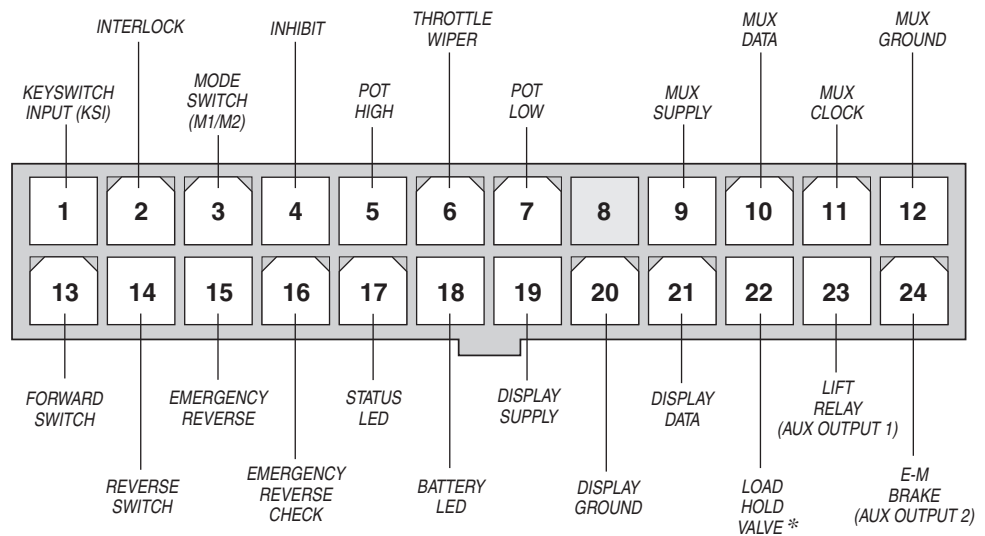 INTERLOCK
INHIBIT
THROTTLE
WIPER
MUX
DATA
MUX
GROUND
KEYSWITCH
INPUT (KSI)
MODE
SWITCH
(M1/M2)
POT
HIGH
POT
LOW
MUX
SUPPLY
MUX
CLOCK
1 2 3 4 5 6 7 8 9 10 11 12
13 14 15 16 17 18 19 20 21 22 23 24
FORWARD
SWITCH
EMERGENCY
REVERSE
STATUS
LED
DISPLAY
SUPPLY
DISPLAY
DATA
LIFT
RELAY
(AUX OUTPUT 1)
REVERSE
SWITCH
EMERGENCY
REVERSE
CHECK
BATTERY
LED
DISPLAY
GROUND
LOAD
HOLD
VALVE *
E-M
BRAKE
(AUX OUTPUT 2)